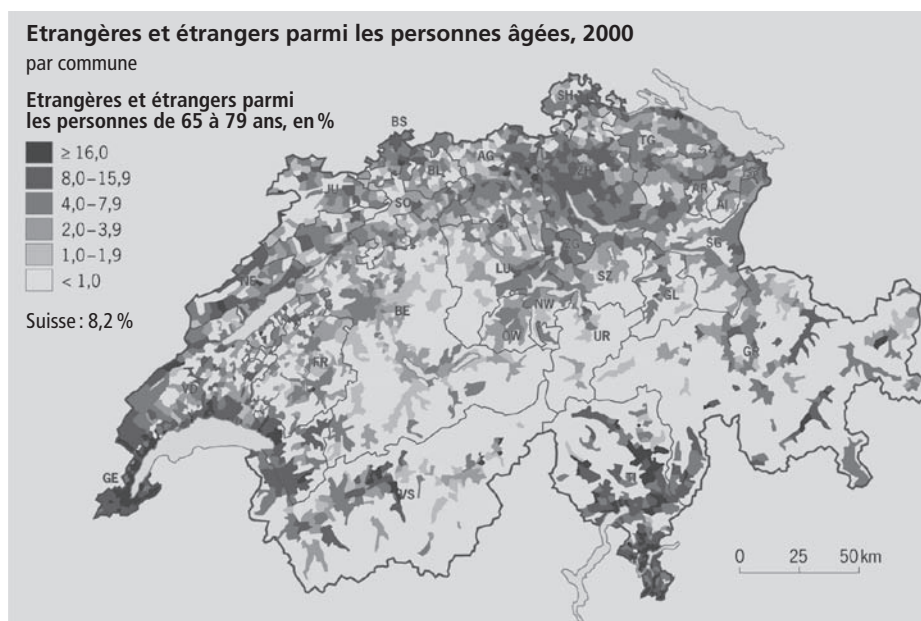 Etrangères et étrangers parmi les personnes âgées, 2000
par commune
Etrangères et étrangers parmi
les personnes de 65 à 79 ans, en %
≥ 16,0
8,0–15,9
4,0–7,9
2,0–3,9
1,0–1,9
< 1,0
Suisse : 8,2 %
SH
BS
TG
AG
BL
ZH
JU
SO
AR
AI
SG
ZG
LU
SZ
NE
NW
GL
BE
OW
UR
GR
FR
VD
GE
VS
TI
0 25 50 km